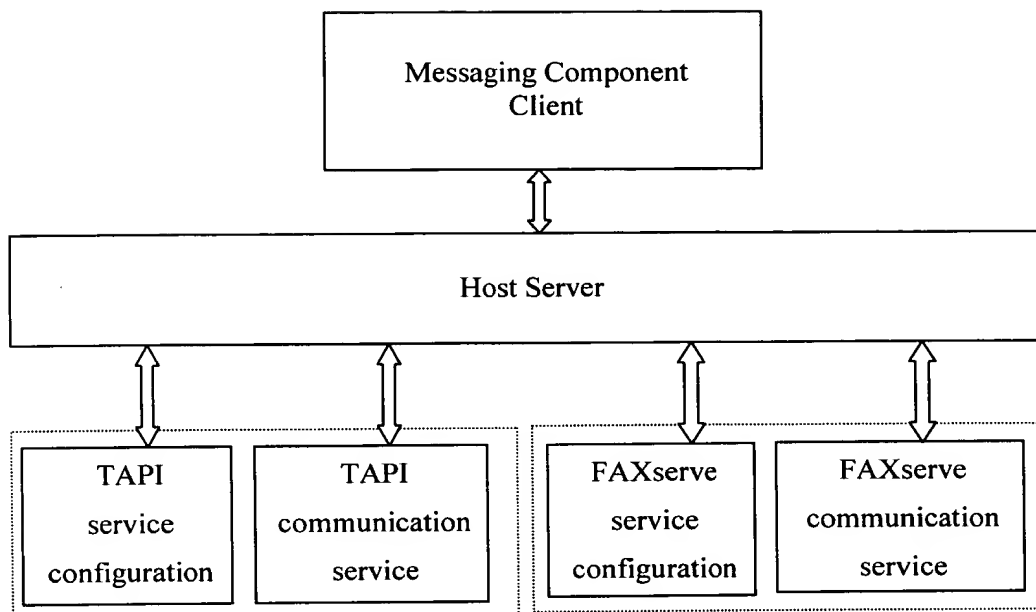 Messaging Component
Client
Host Server
TAPI
service
configuration
TAPI
communication
service
FAXserve
service
configuration
FAXserve
communication
service